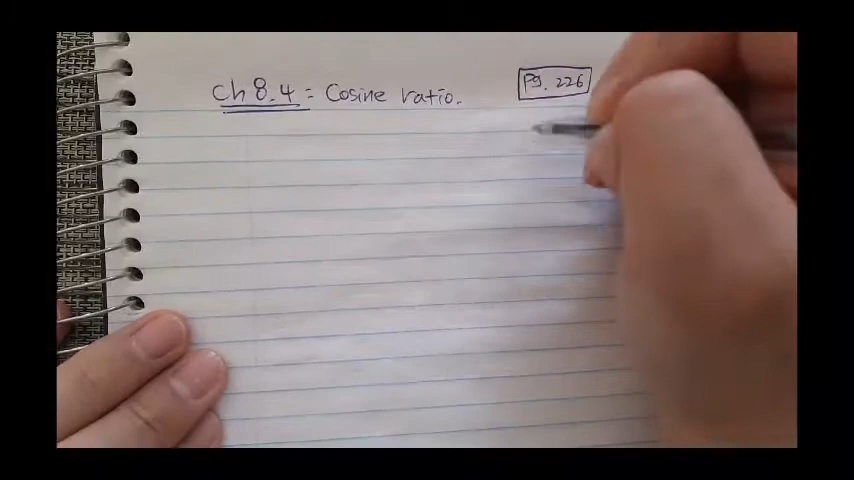 Ch 8.4 = Cosine ratio.
Pg. 226